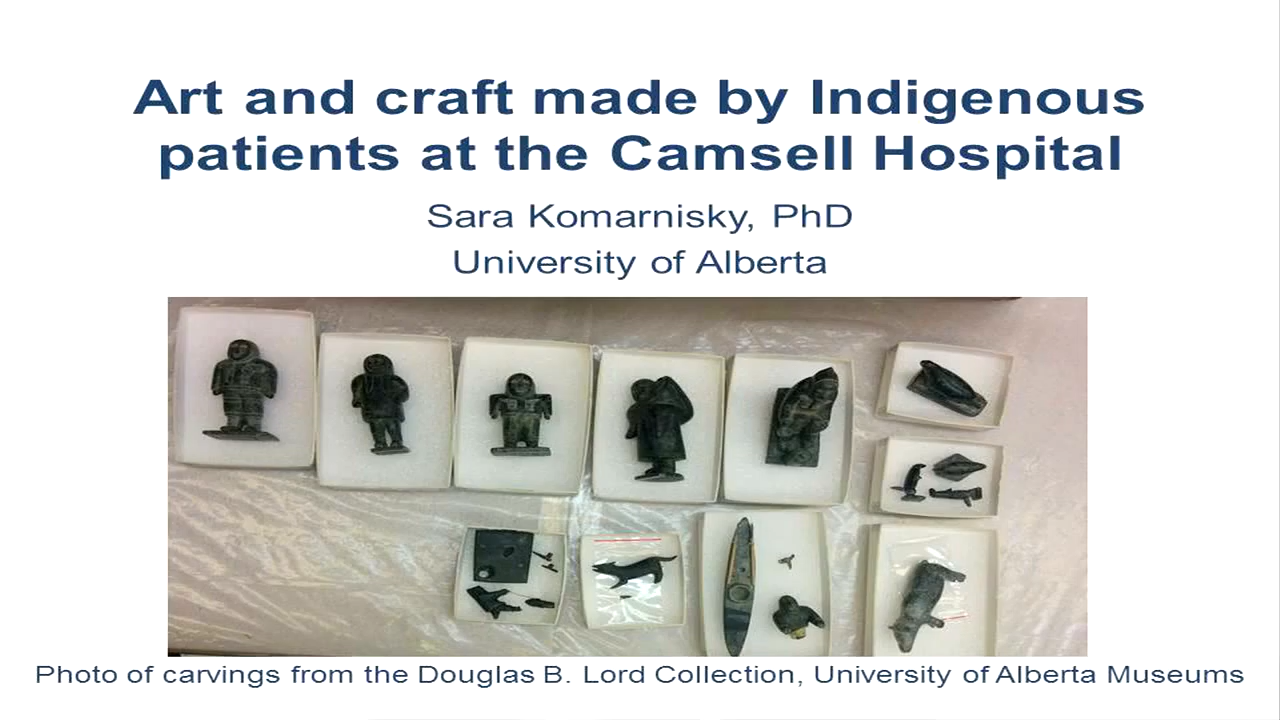 Art and craft made by Indigenous
patients at the Camsell Hospital
Sara Komarnisky, PhD
University of Alberta
Photo of carvings from the Douglas B. Lord Collection, University of Alberta Museums